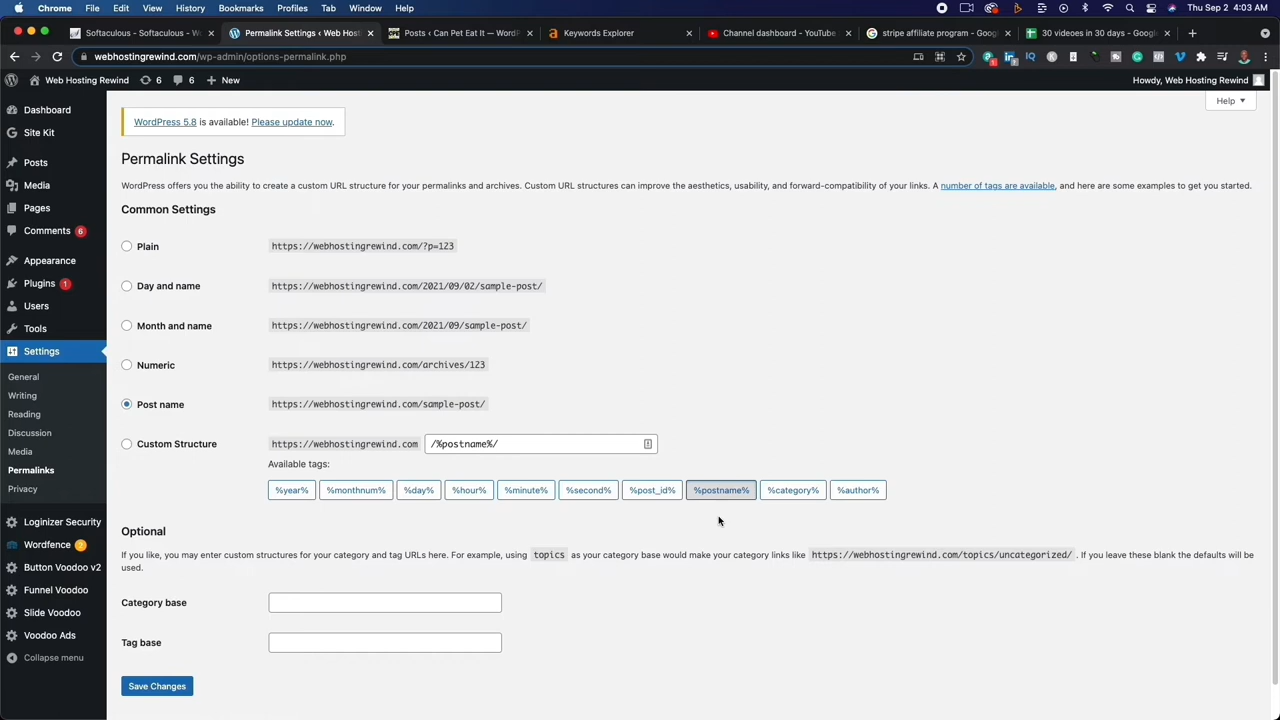 Chrome File Edit View History Bookmarks Profiles Tab Window Help Thu Sep 2 4:03 AM
Softaculous - Softaculous - W Permalink Settings < Web Hosti Posts < Can Pet Eat It — WordP Keywords Explorer Channel dashboard - YouTube stripe affiliate program - Goog 30 videoes in 30 days - Googl
webhostingrewind.com/wp-admin/options-permalink.php
Web Hosting Rewind 6 6 + New Howdy, Web Hosting Rewind
Help ▼
WordPress 5.8 is available! Please update now.
Permalink Settings
WordPress offers you the ability to create a custom URL structure for your permalinks and archives. Custom URL structures can improve the aesthetics, usability, and forward-compatibility of your links. A number of tags are available, and here are some examples to get you started.
Common Settings
Plain https://webhostingrewind.com/?p=123
Day and name https://webhostingrewind.com/2021/09/02/sample-post/
Month and name https://webhostingrewind.com/2021/09/sample-post/
Numeric https://webhostingrewind.com/archives/123
Post name https://webhostingrewind.com/sample-post/
Custom Structure https://webhostingrewind.com /%postname%/
Available tags:
%year% %monthnum% %day% %hour% %minute% %second% %post_id% %postname% %category% %author%
Optional
If you like, you may enter custom structures for your category and tag URLs here. For example, using topics as your category base would make your category links like https://webhostingrewind.com/topics/uncategorized/ . If you leave these blank the defaults will be
used.
Category base
Tag base
Save Changes
Dashboard
Site Kit
Posts
Media
Pages
Comments 6
Appearance
Plugins 1
Users
Tools
Settings
General
Writing
Reading
Discussion
Media
Permalinks
Privacy
Loginizer Security
Wordfence 2
Button Voodoo v2
Funnel Voodoo
Slide Voodoo
Voodoo Ads
Collapse menu